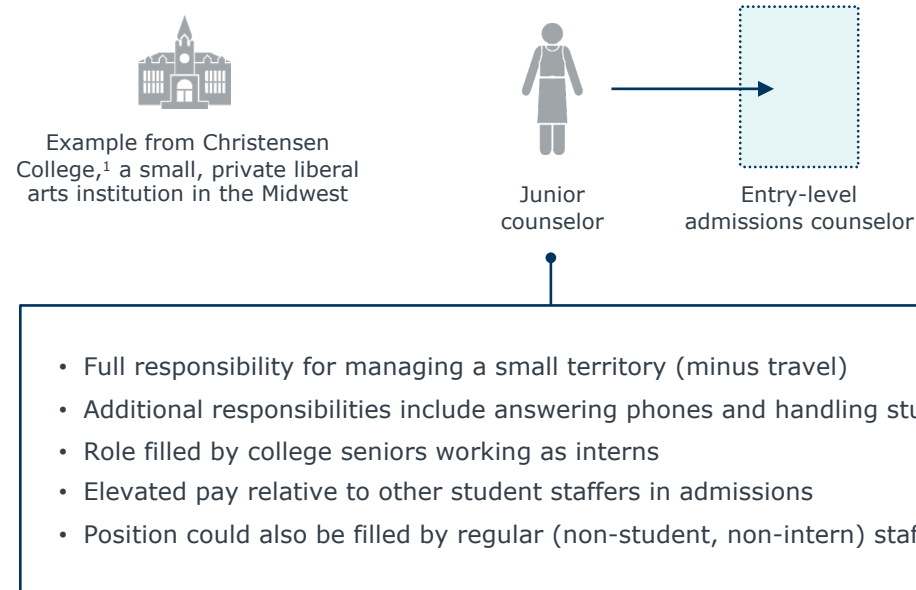 Example from Christensen
College,¹ a small, private liberal
arts institution in the Midwest
Junior
counselor
Entry-level
admissions counselor
• Full responsibility for managing a small territory (minus travel)
• Additional responsibilities include answering phones and handling
• Role filled by college seniors working as interns
• Elevated pay relative to other student staffers in admissions
• Position could also be filled by regular (non-student, non-intern)